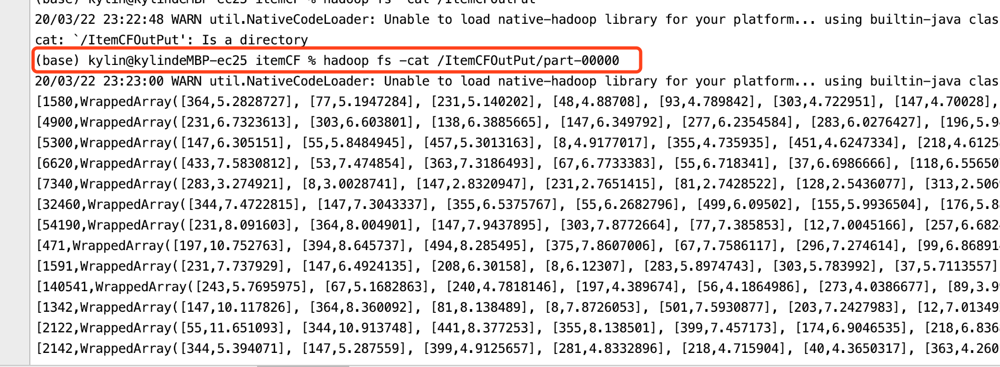 (base) kylin@kylindeMBP-ec25 itemCF % hadoop fs -cat /ItemCFOutPut
20/03/22 23:22:48 WARN util.NativeCodeLoader: Unable to load native-hadoop library for your platform... using builtin-java clas
cat: `/ItemCFOutPut': Is a directory
(base) kylin@kylindeMBP-ec25 itemCF % hadoop fs -cat /ItemCFOutPut/part-00000
20/03/22 23:23:00 WARN util.NativeCodeLoader: Unable to load native-hadoop library for your platform... using builtin-java clas
[1580,WrappedArray([364,5.2828727], [77,5.1947284], [231,5.140202], [48,4.88708], [93,4.789842], [303,4.722951], [147,4.70028],
[4900,WrappedArray([231,6.7323613], [303,6.603801], [138,6.3885665], [147,6.349792], [277,6.2354584], [283,6.0276427], [196,5.9
[5300,WrappedArray([147,6.305151], [55,5.8484945], [457,5.3013163], [8,4.9177017], [355,4.735935], [451,4.6247334], [218,4.6125
[6620,WrappedArray([433,7.5830812], [53,7.474854], [363,7.3186493], [67,6.7733383], [55,6.718341], [37,6.6986666], [118,6.55650
[7340,WrappedArray([283,3.274921], [8,3.0028741], [147,2.8320947], [231,2.7651415], [81,2.7428522], [128,2.5436077], [313,2.506
[32460,WrappedArray([344,7.4722815], [147,7.3043337], [355,6.5375767], [55,6.2682796], [499,6.09502], [155,5.9936504], [176,5.8
[54190,WrappedArray([231,8.091603], [364,8.004901], [147,7.9437895], [303,7.8772664], [77,7.385853], [12,7.0045166], [257,6.682
[471,WrappedArray([197,10.752763], [394,8.645737], [494,8.285495], [375,7.8607006], [67,7.7586117], [296,7.274614], [99,6.86891
[1591,WrappedArray([231,7.737929], [147,6.4924135], [208,6.30158], [8,6.12307], [283,5.8974743], [303,5.783992], [37,5.7113557]
[140541,WrappedArray([243,5.7695975], [67,5.1682863], [240,4.7818146], [197,4.389674], [56,4.1864986], [273,4.0386677], [89,3.9
[1342,WrappedArray([147,10.117826], [364,8.360092], [81,8.138489], [8,7.8726053], [501,7.5930877], [203,7.2427983], [12,7.01349
[2122,WrappedArray([55,11.651093], [344,10.913748], [441,8.377253], [355,8.138501], [399,7.457173], [174,6.9046535], [218,6.836
[2142,WrappedArray([344,5.394071], [147,5.287559], [399,4.9125657], [281,4.8332896], [218,4.715904], [40,4.3650317], [363,4.260